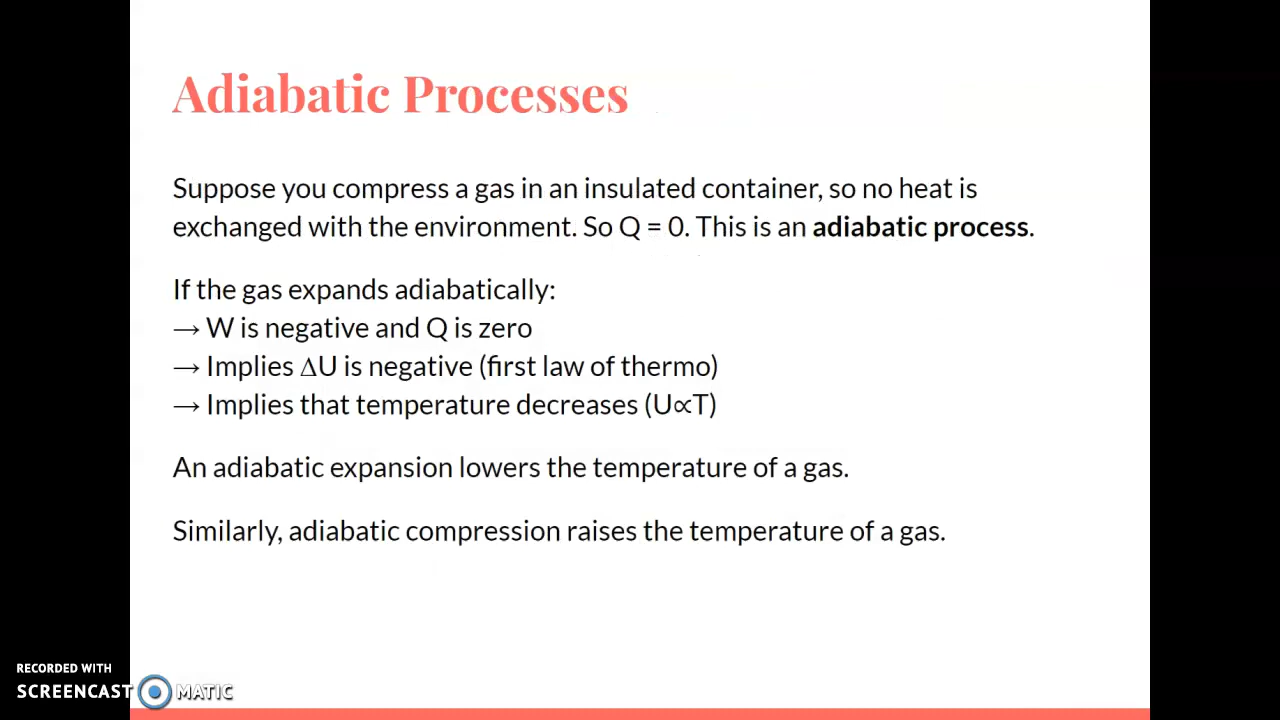 Adiabatic Processes
Suppose you compress a gas in an insulated container, so no heat is
exchanged with the environment. So Q = 0. This is an adiabatic process.
If the gas expands adiabatically:
→ W is negative and Q is zero
→ Implies ΔU is negative (first law of thermo)
→ Implies that temperature decreases (U∝T)
An adiabatic expansion lowers the temperature of a gas.
Similarly, adiabatic compression raises the temperature of a gas.
RECORDED WITH
SCREENCAST MATIC